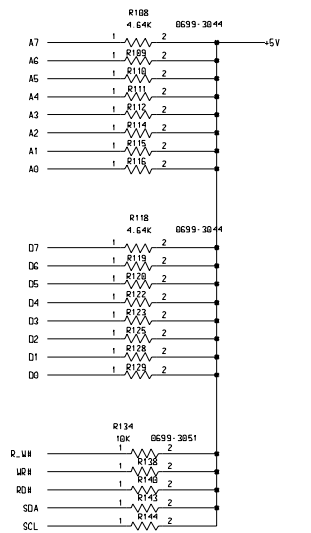 R108
4.64K 0699-3044
A7 1 2 +5V
R109
A6 1 2
R110
A5 1 2
R111
A4 1 2
R112
A3 1 2
R114
A2 1 2
R115
A1 1 2
R116
A0 1 2
R118
4.64K 0699-3044
D7 1 2
R119
D6 1 2
R120
D5 1 2
R122
D4 1 2
R123
D3 1 2
R125
D2 1 2
R128
D1 1 2
R129
D0 1 2
R134
10K 0699-3051
R_W# 1 2
R138
WR# 1 2
R140
RD# 1 2
R143
SDA 1 2
R144
SCL 1 2